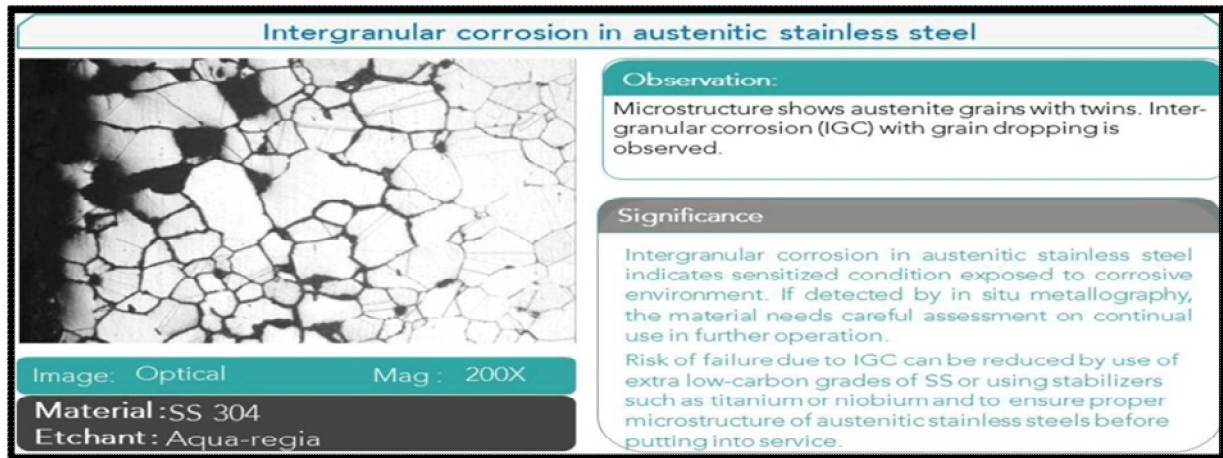 Intergranular corrosion in austenitic stainless steel
Observation:
Microstructure shows austenite grains with twins. Inter-
granular corrosion (IGC) with grain dropping is
observed.
Significance
Intergranular corrosion in austenitic stainless steel
indicates sensitized condition exposed to corrosive
environment. If detected by in situ metallography,
the material needs careful assessment on continual
use in further operation.
Risk of failure due to IGC can be reduced by use of
extra low-carbon grades of SS or using stabilizers
such as titanium or niobium and to ensure proper
microstructure of austenitic stainless steels before
putting into service.
Image: Optical Mag : 200X
Material : SS 304
Etchant : Aqua-regia